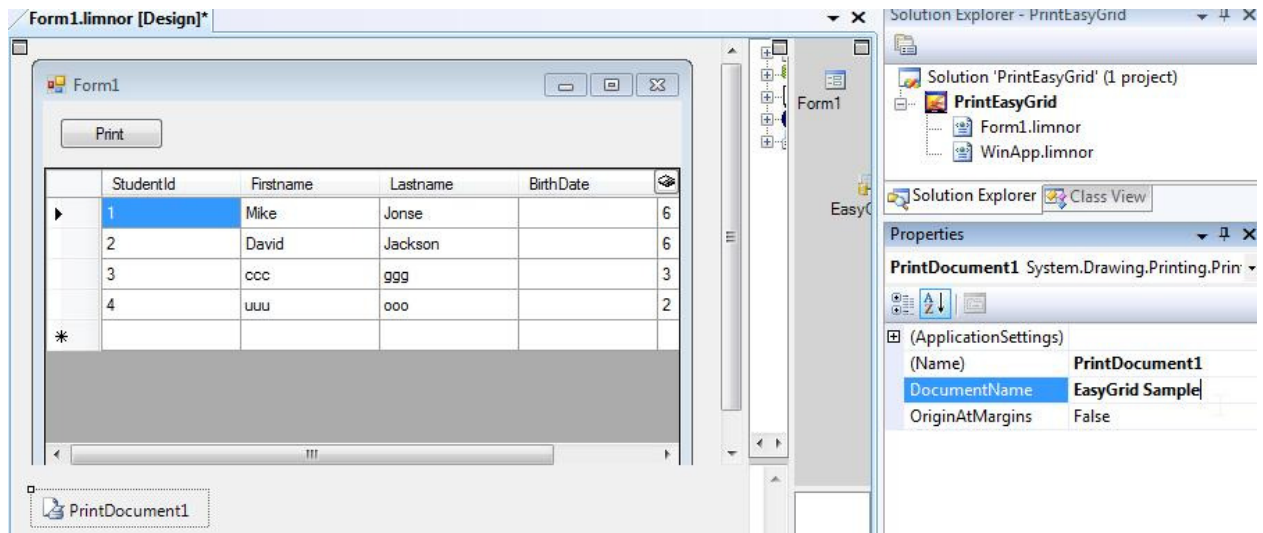 Form1.limnor [Design]*
Form1
Print
StudentId Firstname Lastname BirthDate
1 Mike Jonse 6
2 David Jackson 6
3 ccc ggg 3
4 uuu ooo 2
PrintDocument1
Form1
EasyG
Solution Explorer - PrintEasyGrid
Solution 'PrintEasyGrid' (1 project)
PrintEasyGrid
Form1.limnor
WinApp.limnor
Solution Explorer Class View
Properties
PrintDocument1 System.Drawing.Printing.Prin
(ApplicationSettings)
(Name) PrintDocument1
DocumentName EasyGrid Sample
OriginAtMargins False